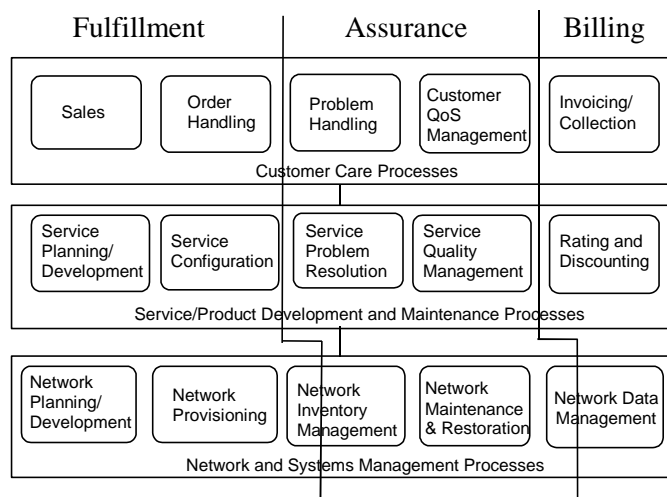 Fulfillment
Assurance
Billing
Sales
Order
Handling
Problem
Handling
Customer
QoS
Management
Invoicing/
Collection
Customer Care Processes
Service
Planning/
Development
Service
Configuration
Service
Problem
Resolution
Service
Quality
Management
Rating and
Discounting
Service/Product Development and Maintenance Processes
Network
Planning/
Development
Network
Provisioning
Network
Inventory
Management
Network
Maintenance
& Restoration
Network Data
Management
Network and Systems Management Processes